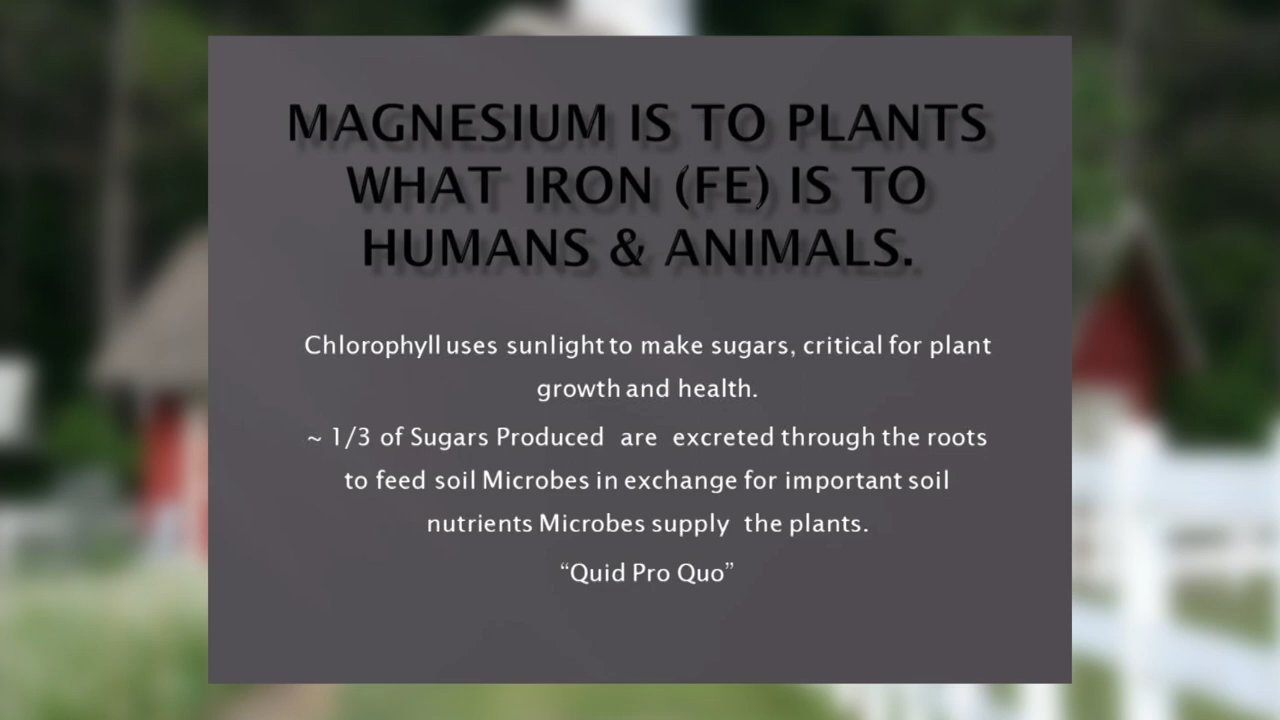 MAGNESIUM IS TO PLANTS
WHAT IRON (FE) IS TO
HUMANS & ANIMALS.
Chlorophyll uses sunlight to make sugars, critical for plant
growth and health.
~ 1/3 of Sugars Produced are excreted through the roots
to feed soil Microbes in exchange for important soil
nutrients Microbes supply the plants.
“Quid Pro Quo”